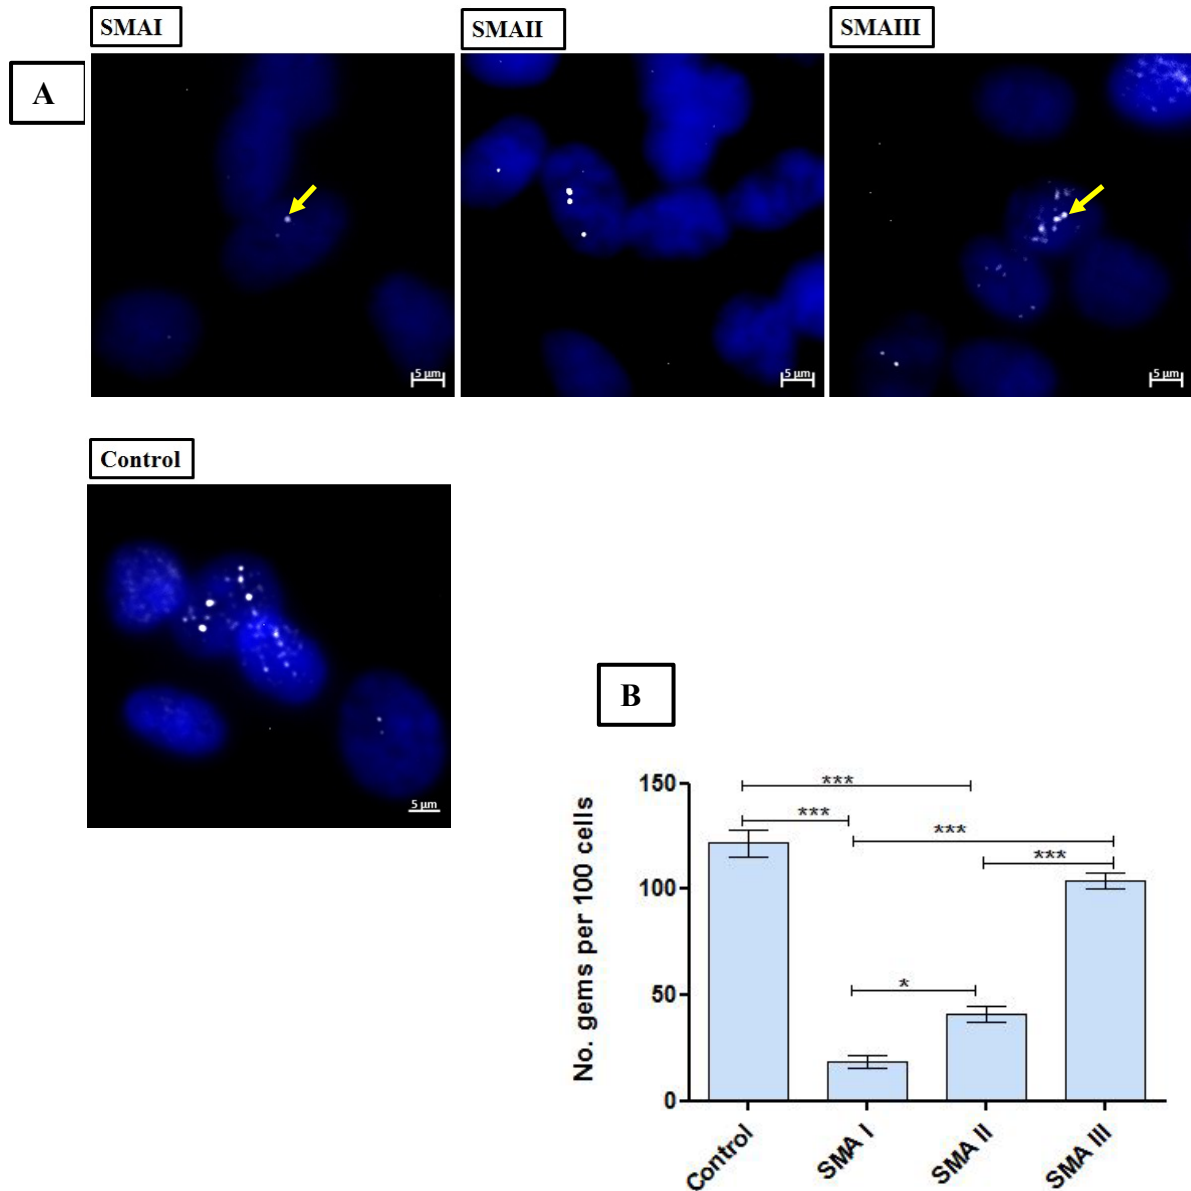 SMAI
SMAII
SMAIII
A
5 µm
5 µm
5 µm
Control
5 µm
B
150
100
50
0
No. gems per 100 cells
***
***
***
***
*
Control
SMA I
SMA II
SMA III